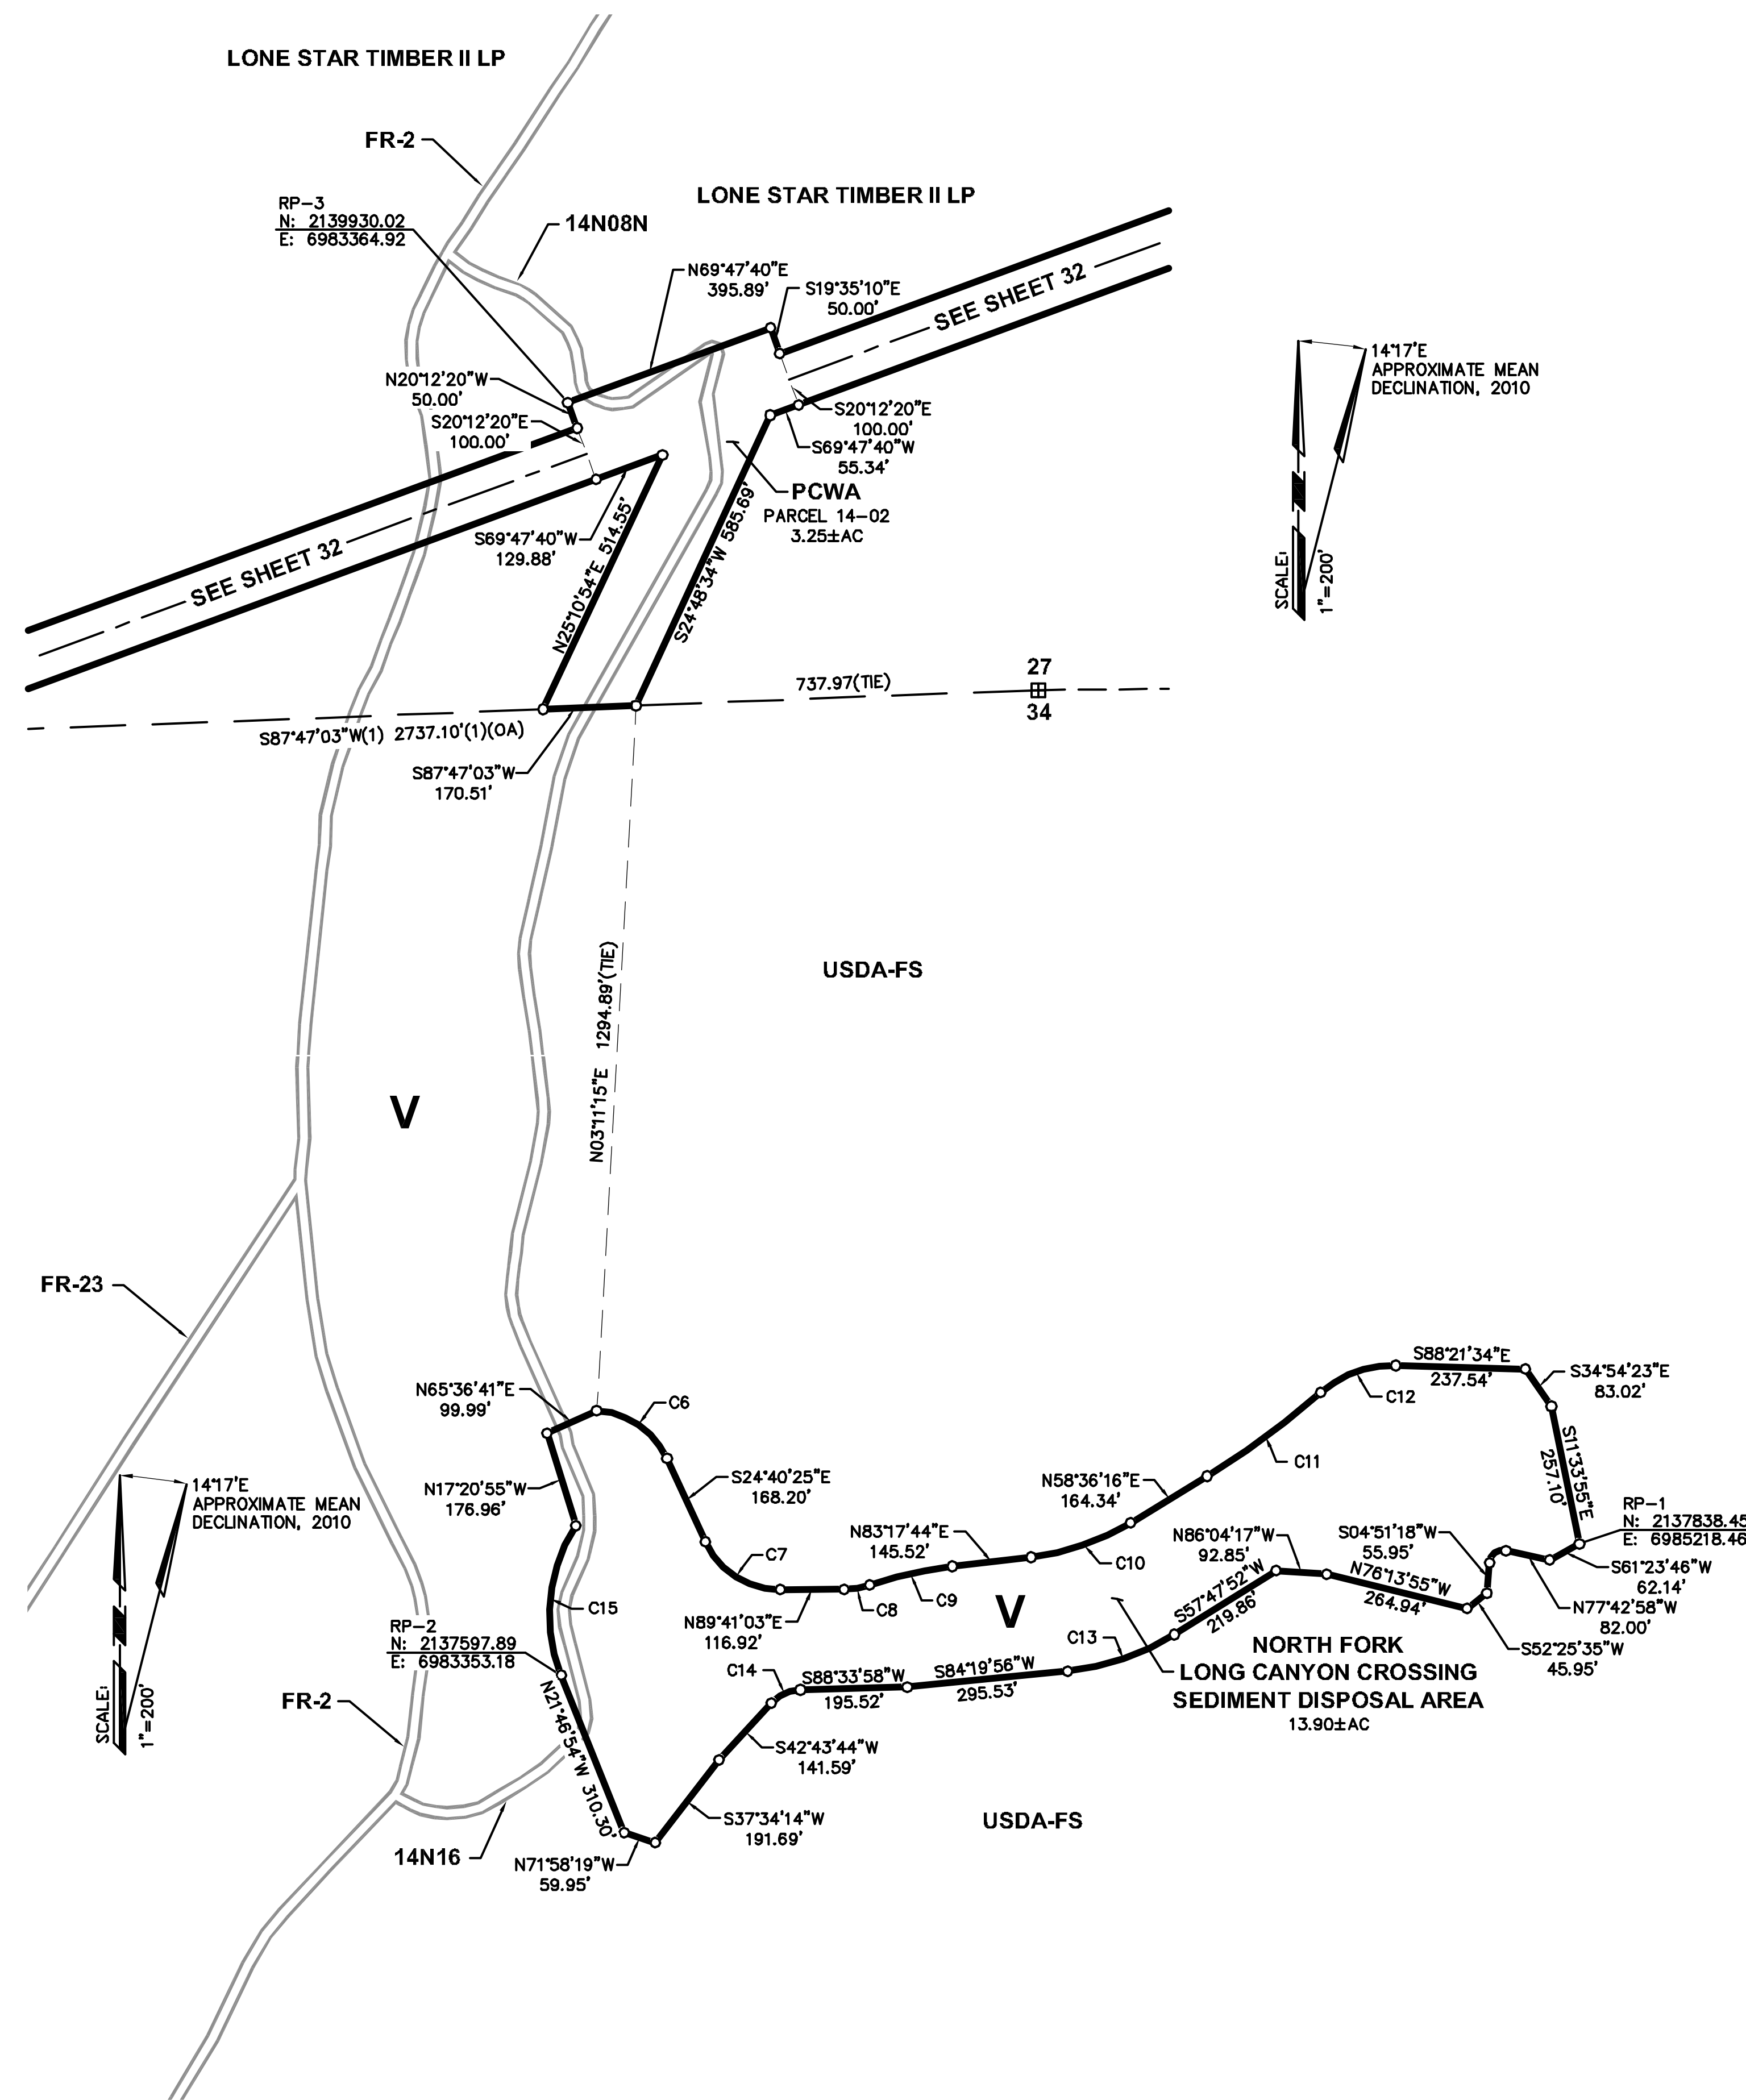 LONE STAR TIMBER II LP
FR-2
LONE STAR TIMBER II LP
RP-3
N: 2139930.02
E: 6983364.92
14N08N
N69°47'40"E
395.89'
S19°35'10"E
50.00'
SEE SHEET 32
N20°12'20"W
50.00'
S20°12'20"E
100.00'
S20°12'20"E
100.00'
S69°47'40"W
55.34'
14°17'E
APPROXIMATE MEAN
DECLINATION, 2010
SCALE:
1"=200'
PCWA
PARCEL 14-02
3.25±AC
S69°47'40"W
129.88'
N25°10'54"E 514.55'
S24°48'34"W 585.69'
SEE SHEET 32
737.97(TIE)
27
34
S87°47'03"W(1) 2737.10'(1)(OA)
S87°47'03"W
170.51'
USDA-FS
N03°11'15"E 1294.89'(TIE)
V
FR-23
N65°36'41"E
99.99'
C6
S88°21'34"E
237.54'
S34°54'23"E
83.02'
C12
S11°33'55"E
257.10'
C11
N17°20'55"W
176.96'
S24°40'25"E
168.20'
N58°36'16"E
164.34'
14°17'E
APPROXIMATE MEAN
DECLINATION, 2010
SCALE:
1"=200'
RP-1
N: 2137838.45
E: 6985218.46
N83°17'44"E
145.52'
C10
N86°04'17"W
92.85'
S04°51'18"W
55.95'
S61°23'46"W
62.14'
C7
C8
C9
N76°13'55"W
264.94'
N77°42'58"W
82.00'
C15
N89°41'03"E
116.92'
V
S57°47'52"W
219.86'
S52°25'35"W
45.95'
RP-2
N: 2137597.89
E: 6983353.18
C13
NORTH FORK
LONG CANYON CROSSING
SEDIMENT DISPOSAL AREA
13.90±AC
C14
S88°33'58"W
195.52'
S84°19'56"W
295.53'
FR-2
N21°46'54"W 310.30'
S42°43'44"W
141.59'
S37°34'14"W
191.69'
USDA-FS
14N16
N71°58'19"W
59.95'